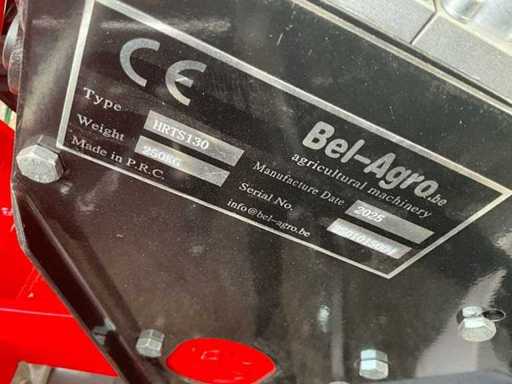 CE
Bel-Agro.be
agricultural machinery
Type HRTS130
Weight 250KG
Made in P.R.C.
Manufacture Date 2025
Serial No.
info@bel-agro.be